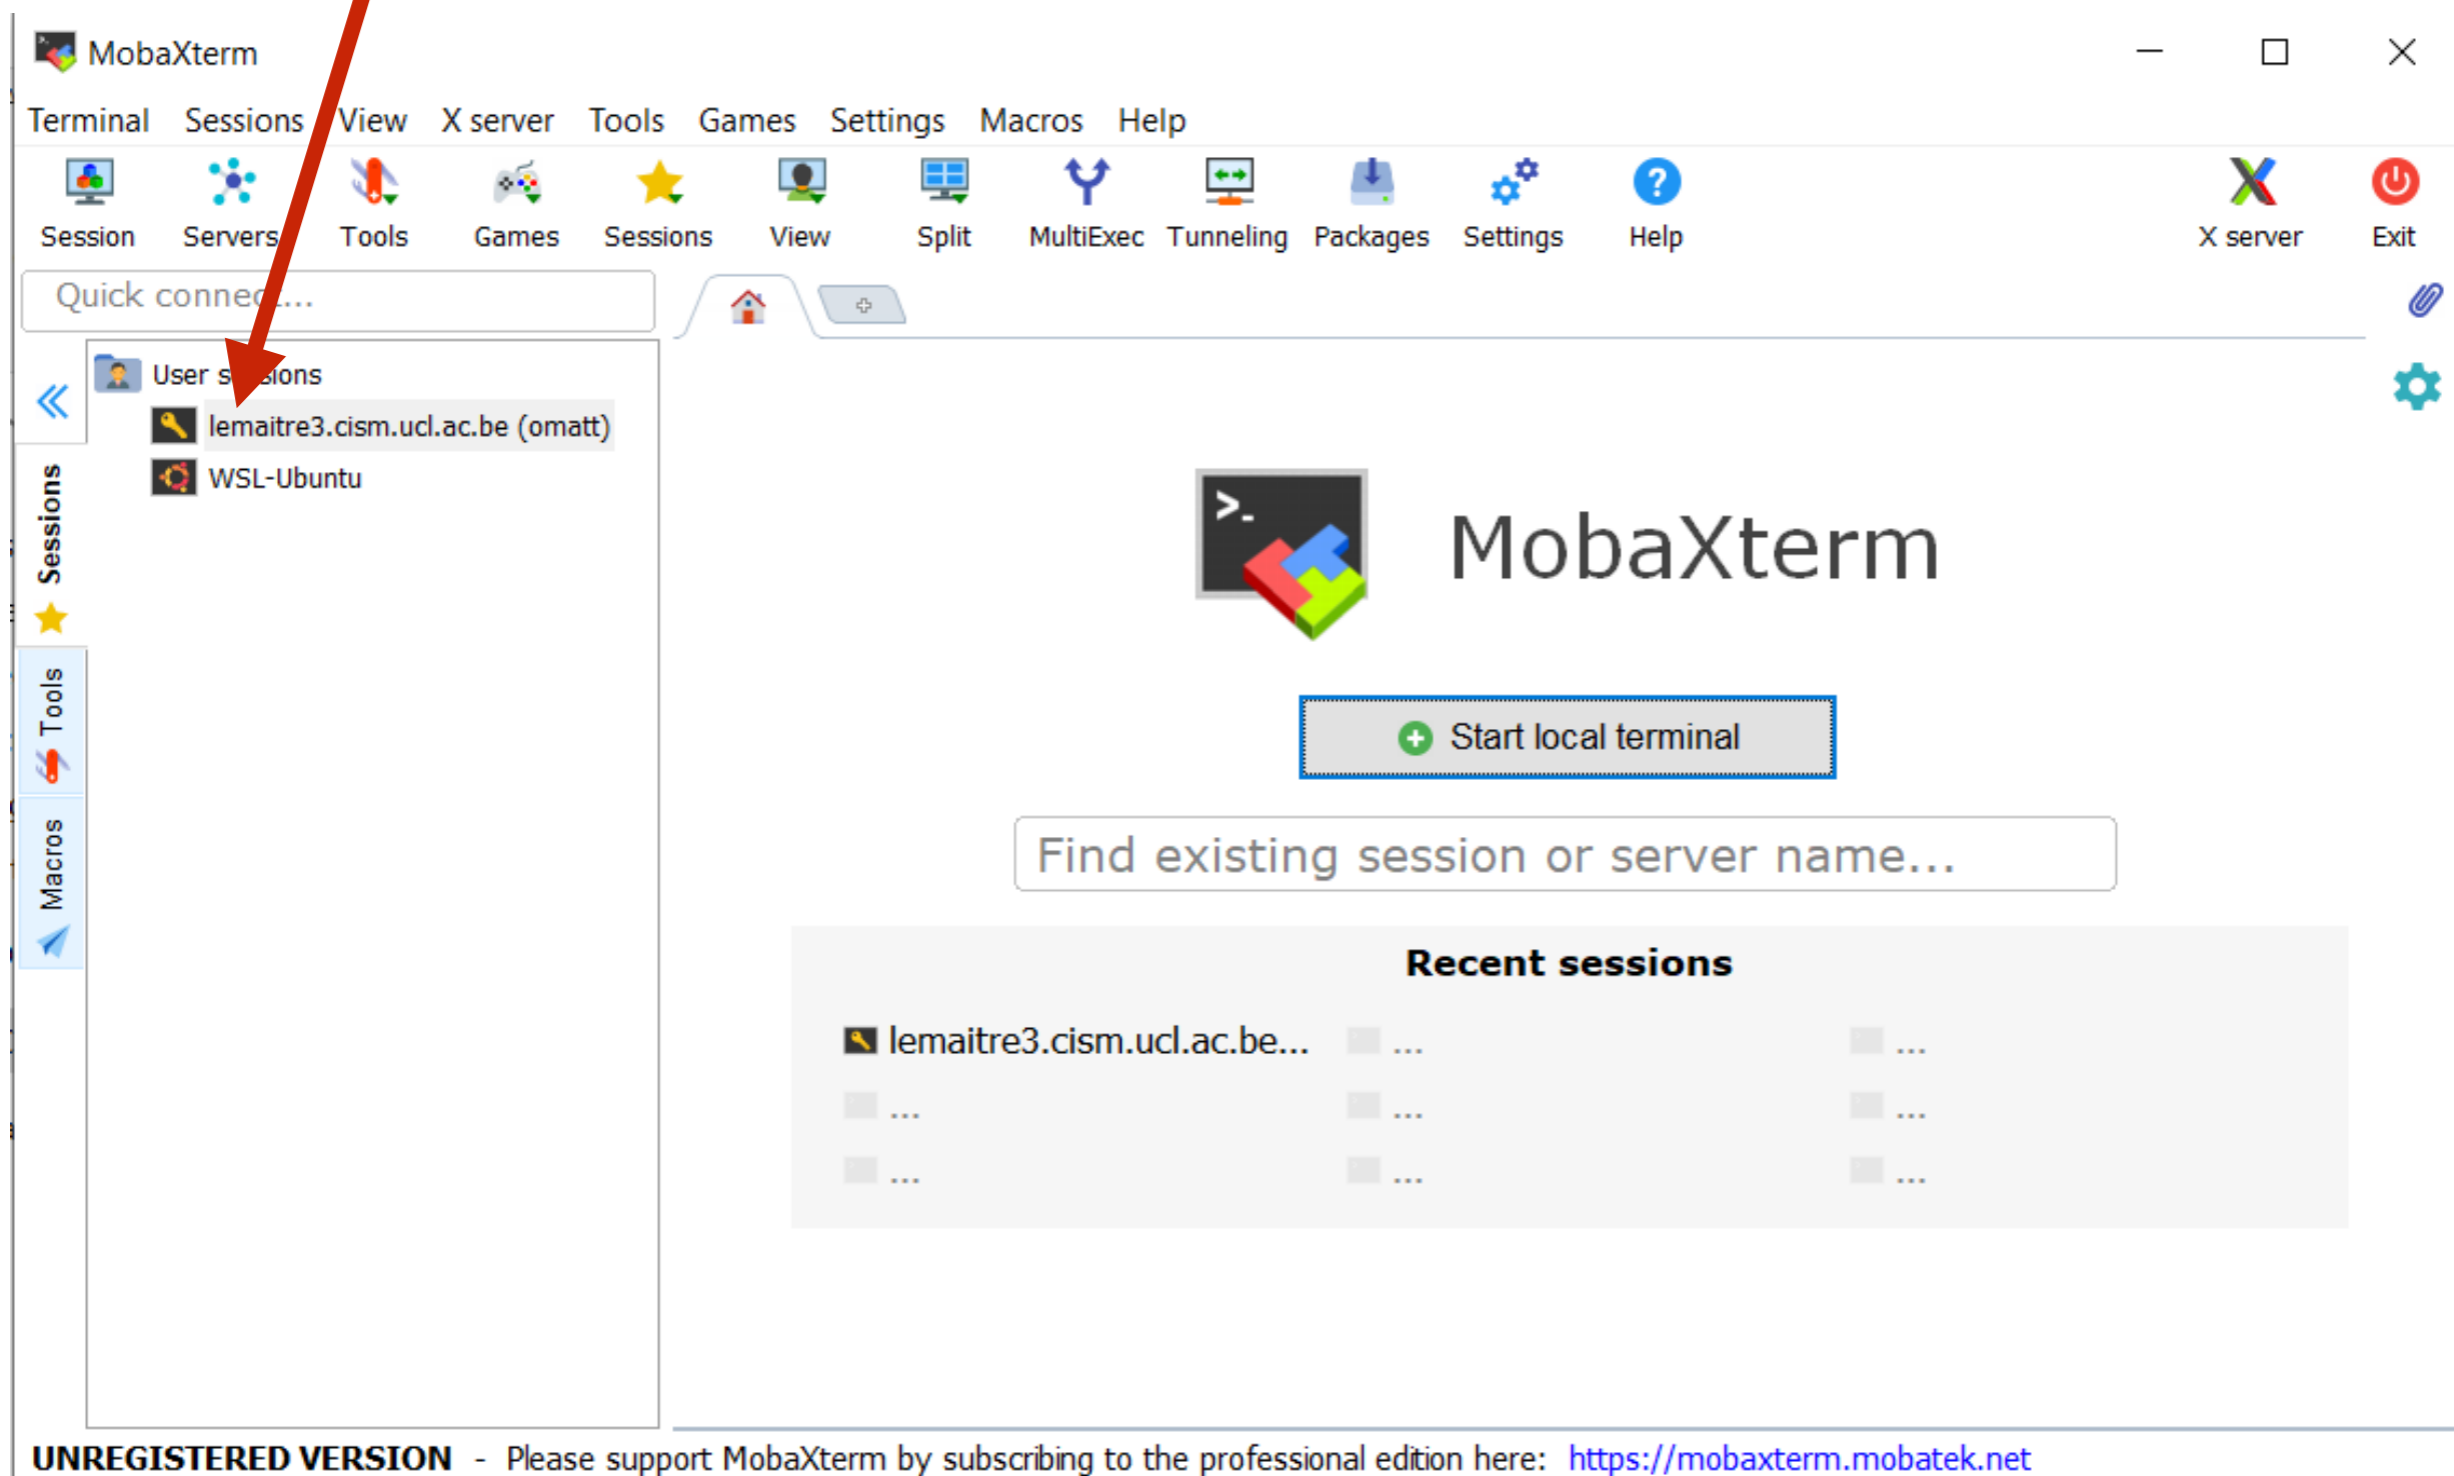 MobaXterm
Terminal Sessions View X server Tools Games Settings Macros Help
Session Servers Tools Games Sessions View Split MultiExec Tunneling Packages Settings Help X server Exit
Quick connect...
User sessions
lemaitre3.cism.ucl.ac.be (omatt)
WSL-Ubuntu
Sessions
Tools
Macros
>_
MobaXterm
Start local terminal
Find existing session or server name...
Recent sessions
lemaitre3.cism.ucl.ac.be... ... ...
... ... ...
... ... ...
UNREGISTERED VERSION - Please support MobaXterm by subscribing to the professional edition here: https://mobaxterm.mobatek.net